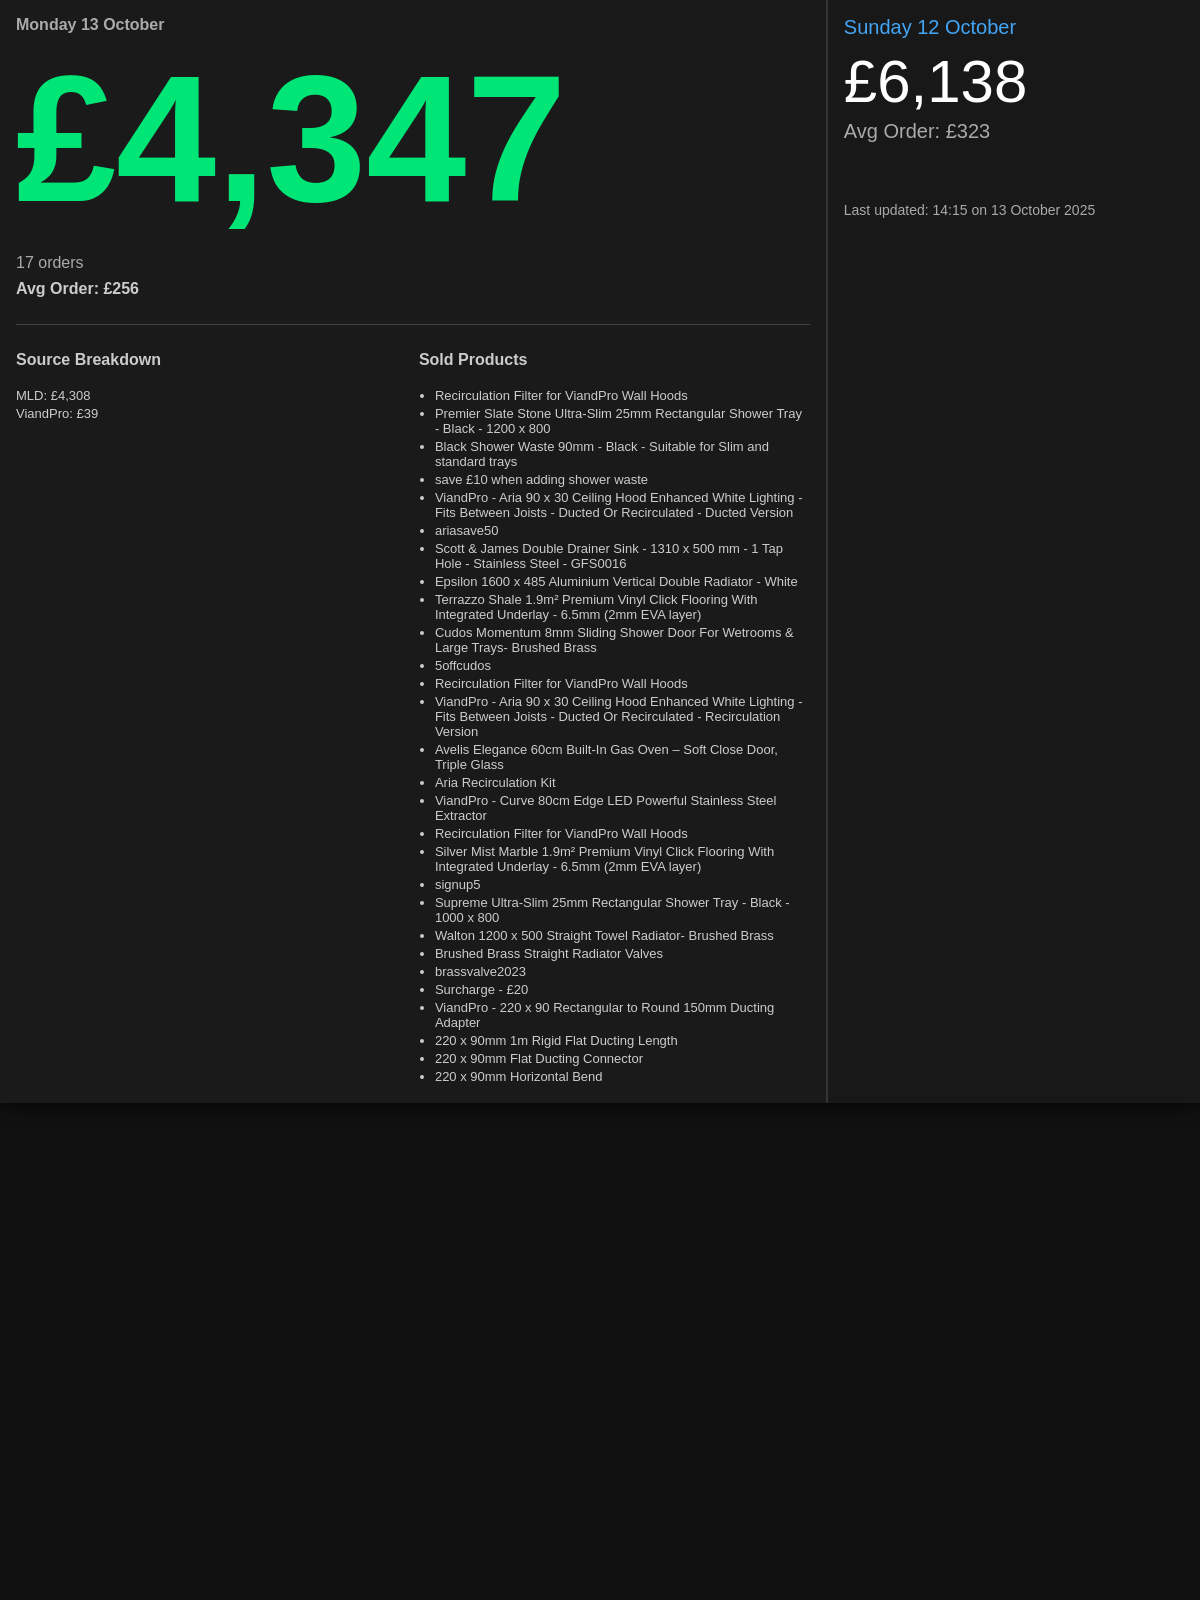 Monday 13 October
£4,347
17 orders
Avg Order: £256
Source Breakdown
MLD: £4,308
ViandPro: £39
Sold Products
Recirculation Filter for ViandPro Wall Hoods
Premier Slate Stone Ultra-Slim 25mm Rectangular Shower Tray
- Black - 1200 x 800
Black Shower Waste 90mm - Black - Suitable for Slim and
standard trays
save £10 when adding shower waste
ViandPro - Aria 90 x 30 Ceiling Hood Enhanced White Lighting -
Fits Between Joists - Ducted Or Recirculated - Ducted Version
ariasave50
Scott & James Double Drainer Sink - 1310 x 500 mm - 1 Tap
Hole - Stainless Steel - GFS0016
Epsilon 1600 x 485 Aluminium Vertical Double Radiator - White
Terrazzo Shale 1.9m² Premium Vinyl Click Flooring With
Integrated Underlay - 6.5mm (2mm EVA layer)
Cudos Momentum 8mm Sliding Shower Door For Wetrooms &
Large Trays- Brushed Brass
5offcudos
Recirculation Filter for ViandPro Wall Hoods
ViandPro - Aria 90 x 30 Ceiling Hood Enhanced White Lighting -
Fits Between Joists - Ducted Or Recirculated - Recirculation
Version
Avelis Elegance 60cm Built-In Gas Oven – Soft Close Door,
Triple Glass
Aria Recirculation Kit
ViandPro - Curve 80cm Edge LED Powerful Stainless Steel
Extractor
Recirculation Filter for ViandPro Wall Hoods
Silver Mist Marble 1.9m² Premium Vinyl Click Flooring With
Integrated Underlay - 6.5mm (2mm EVA layer)
signup5
Supreme Ultra-Slim 25mm Rectangular Shower Tray - Black -
1000 x 800
Walton 1200 x 500 Straight Towel Radiator- Brushed Brass
Brushed Brass Straight Radiator Valves
brassvalve2023
Surcharge - £20
ViandPro - 220 x 90 Rectangular to Round 150mm Ducting
Adapter
220 x 90mm 1m Rigid Flat Ducting Length
220 x 90mm Flat Ducting Connector
220 x 90mm Horizontal Bend
Sunday 12 October
£6,138
Avg Order: £323
Last updated: 14:15 on 13 October 2025